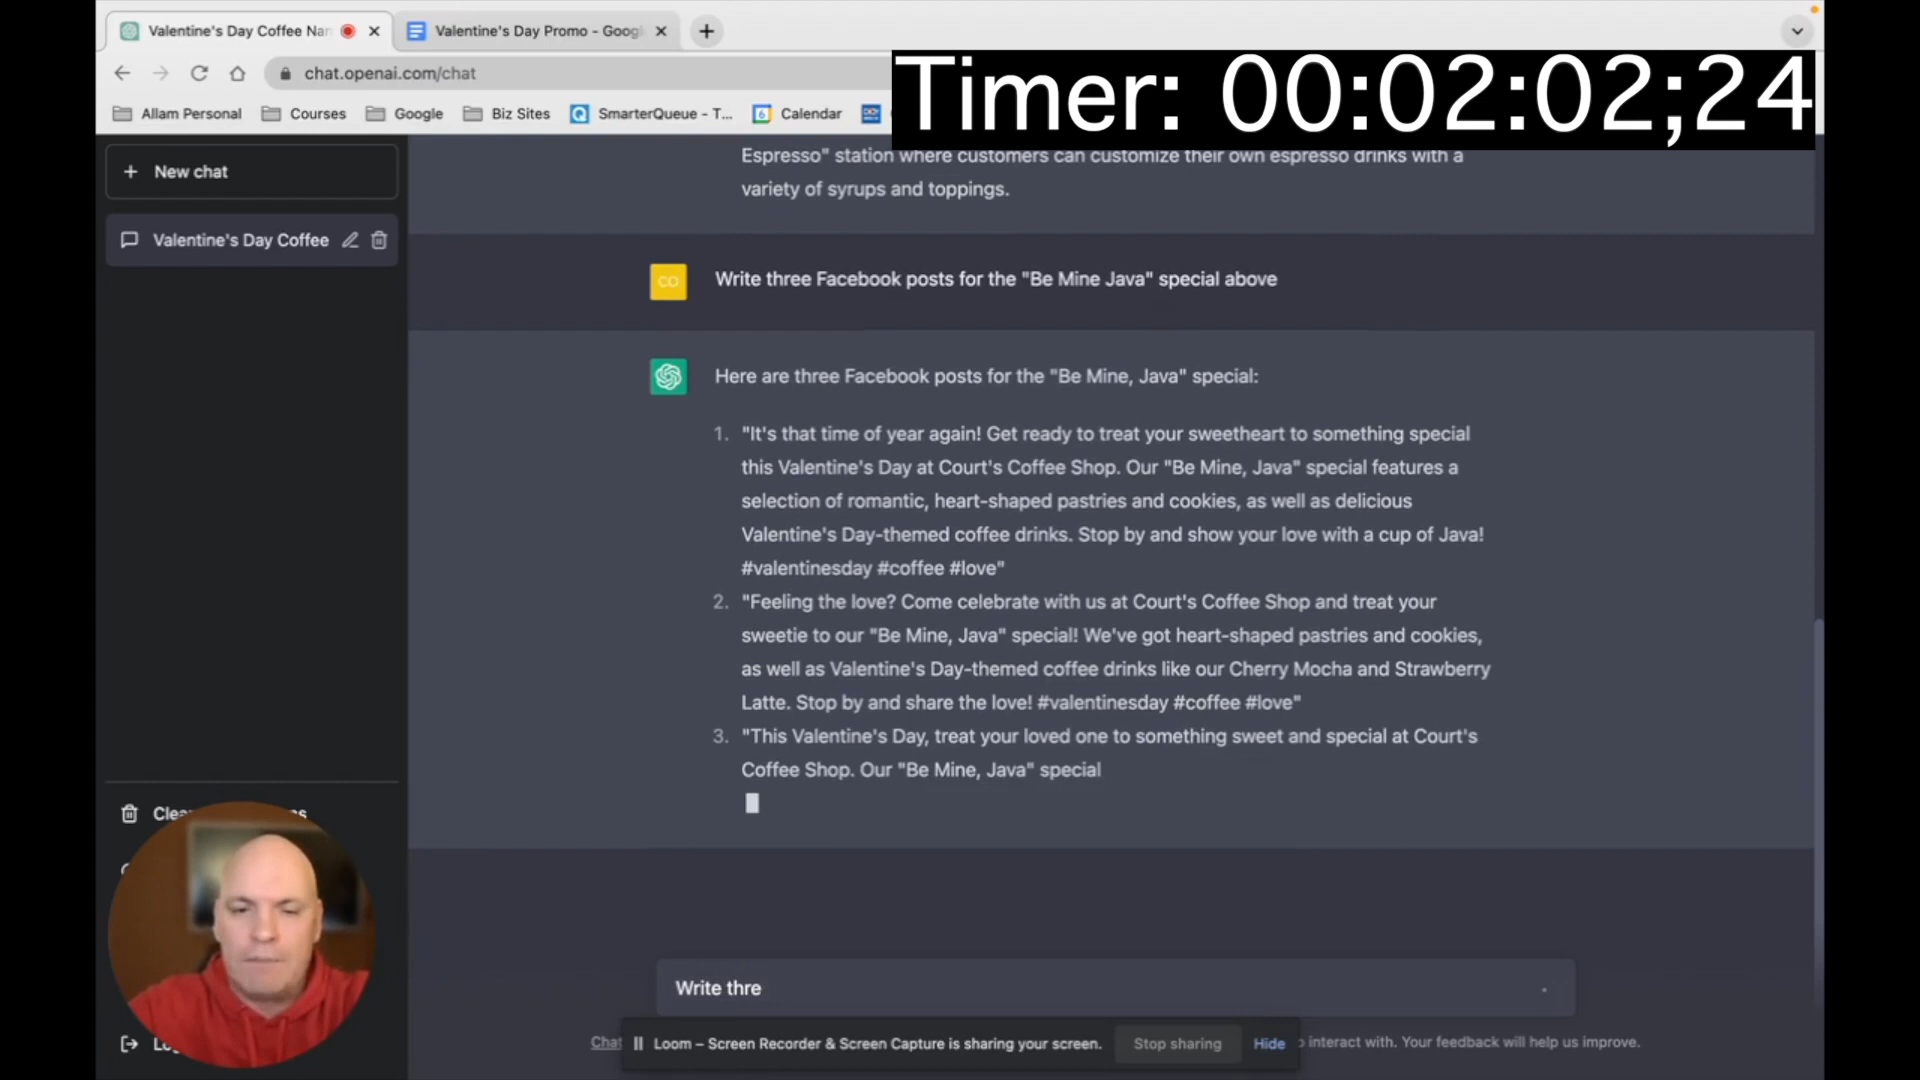 Valentine's Day Coffee Nan
Valentine's Day Promo - Googl
chat.openai.com/chat
Timer: 00:02:02;24
Allam Personal
Courses
Google
Biz Sites
SmarterQueue - T...
6
Calendar
New chat
Valentine's Day Coffee
Espresso" station where customers can customize their own espresso drinks with a
variety of syrups and toppings.
CO
Write three Facebook posts for the "Be Mine Java" special above
Here are three Facebook posts for the "Be Mine, Java" special:
1. "It's that time of year again! Get ready to treat your sweetheart to something special
this Valentine's Day at Court's Coffee Shop. Our "Be Mine, Java" special features a
selection of romantic, heart-shaped pastries and cookies, as well as delicious
Valentine's Day-themed coffee drinks. Stop by and show your love with a cup of Java!
#valentinesday #coffee #love"
2. "Feeling the love? Come celebrate with us at Court's Coffee Shop and treat your
sweetie to our "Be Mine, Java" special! We've got heart-shaped pastries and cookies,
as well as Valentine's Day-themed coffee drinks like our Cherry Mocha and Strawberry
Latte. Stop by and share the love! #valentinesday #coffee #love"
3. "This Valentine's Day, treat your loved one to something sweet and special at Court's
Coffee Shop. Our "Be Mine, Java" special
Write thre
Chat
Loom – Screen Recorder & Screen Capture is sharing your screen.
Stop sharing
Hide
interact with. Your feedback will help us improve.